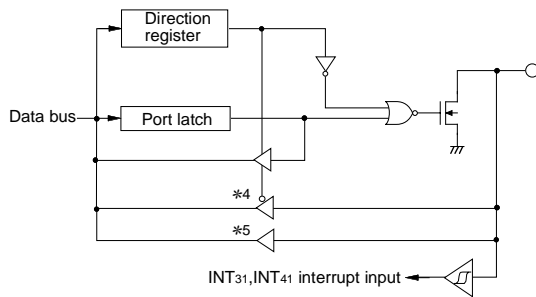 Direction
register
Data bus
Port latch
*4
*5
INT31,INT41 interrupt input